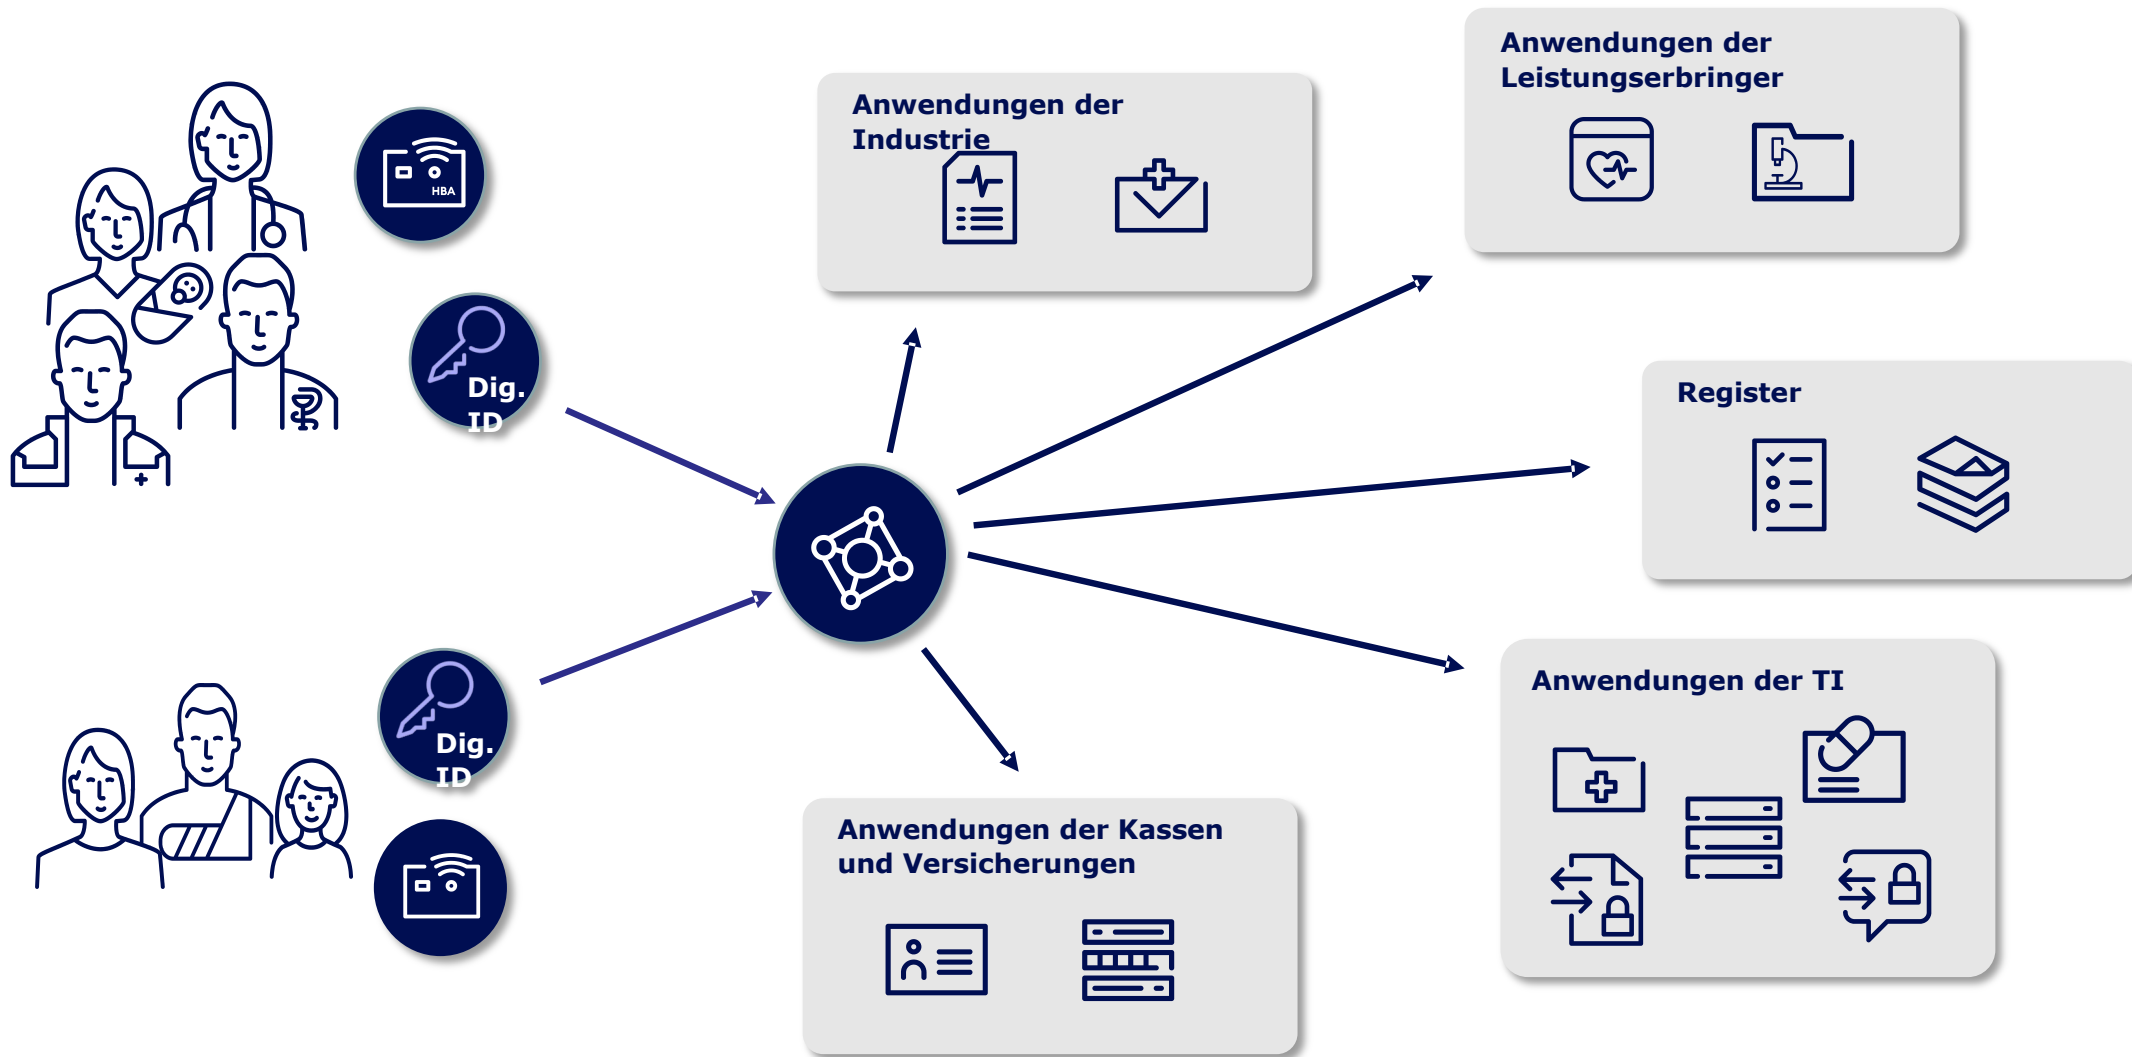 HBA
Dig.
ID
Dig.
ID
Anwendungen der
Industrie
Anwendungen der
Leistungserbringer
Register
Anwendungen der TI
Anwendungen der Kassen
und Versicherungen